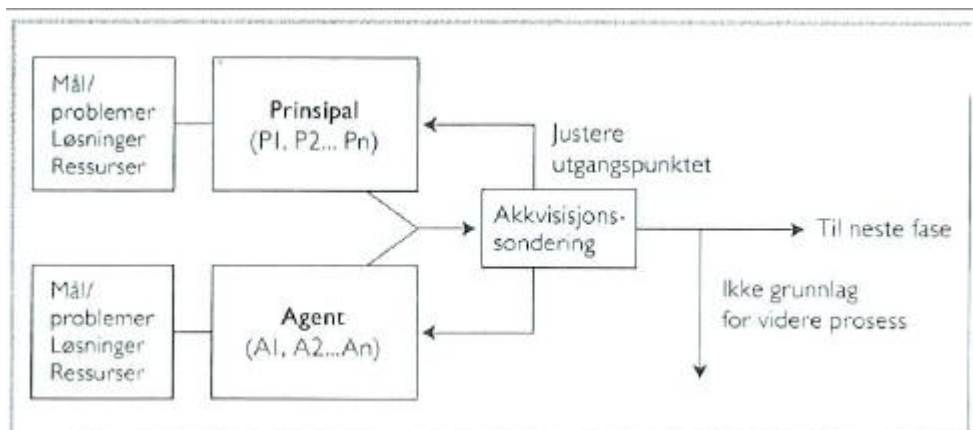 Mål/
problemer
Løsninger
Ressurser
Prinsipal
(P1, P2... Pn)
Justere
utgangspunktet
Akkvisisjons-
sondering
Til neste fase
Ikke grunnlag
for videre prosess
Mål/
problemer
Løsninger
Ressurser
Agent
(A1, A2...An)